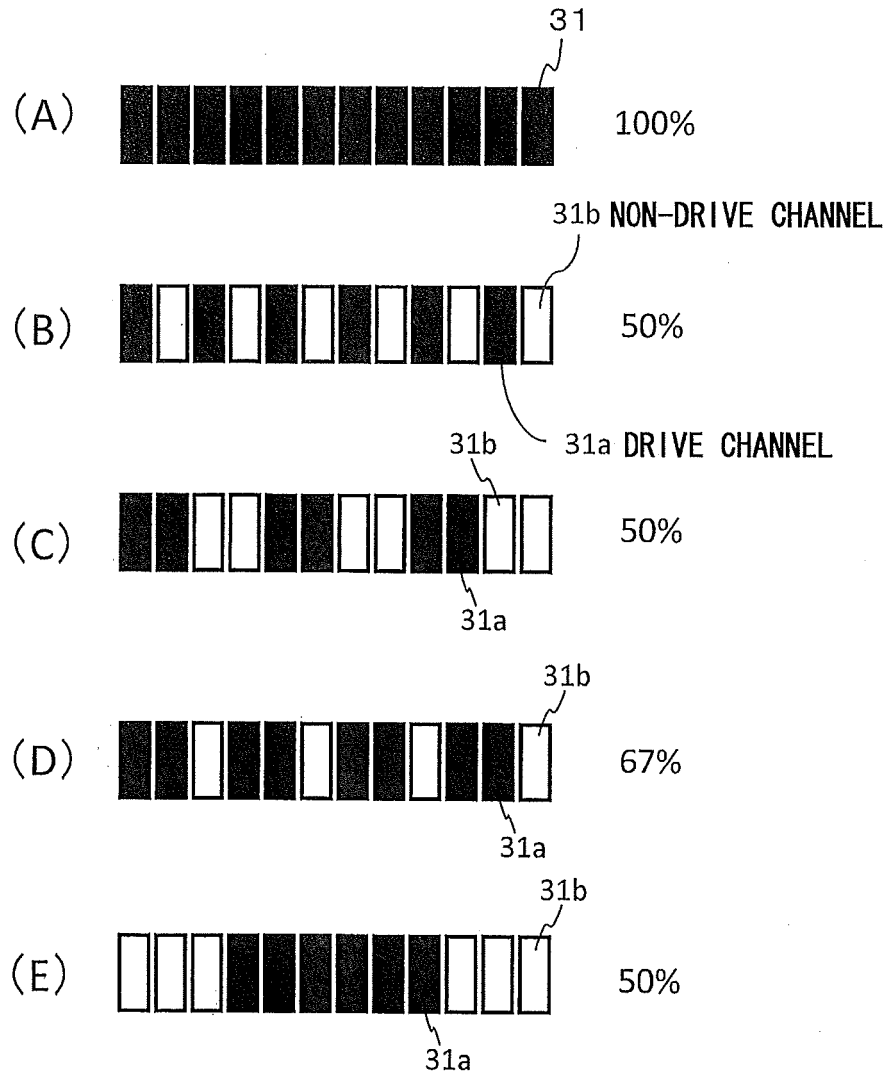 31
(A) 100%
31b NON-DRIVE CHANNEL
(B) 50%
31a DRIVE CHANNEL
31b
(C) 50%
31a
31b
(D) 67%
31a
31b
(E) 50%
31a